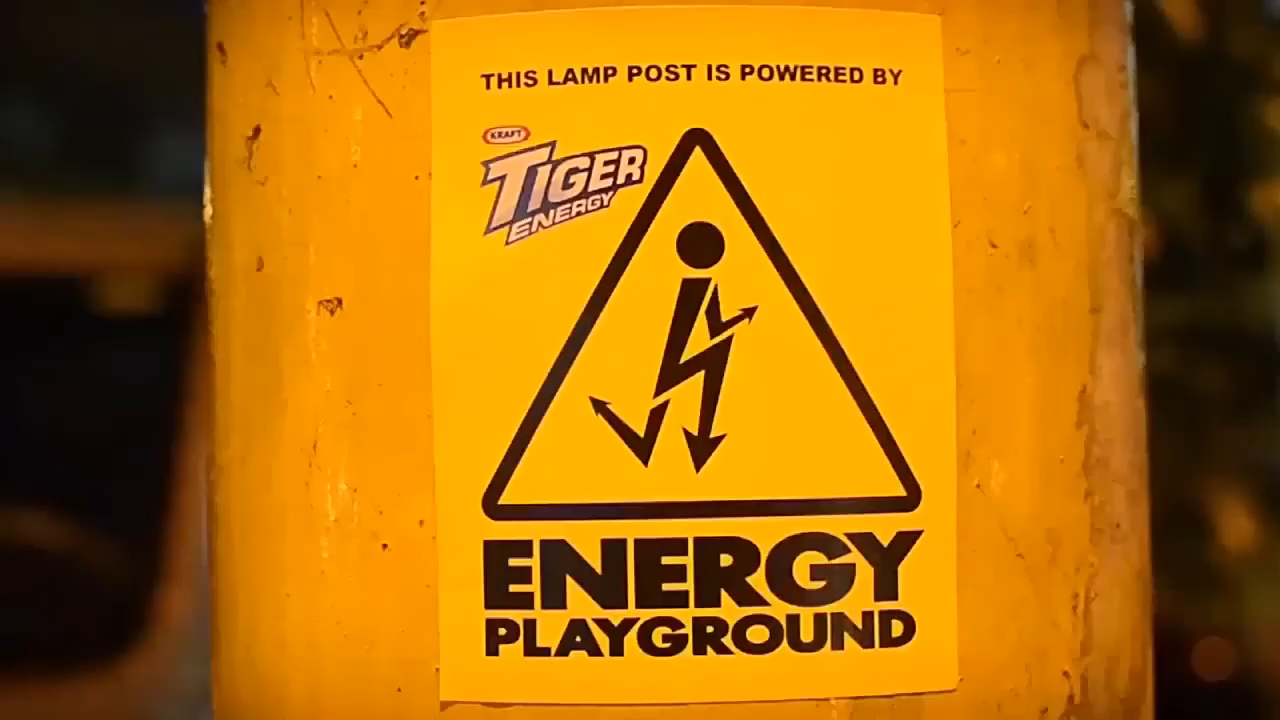 THIS LAMP POST IS POWERED BY
KRAFT
TIGER
ENERGY
ENERGY
PLAYGROUND